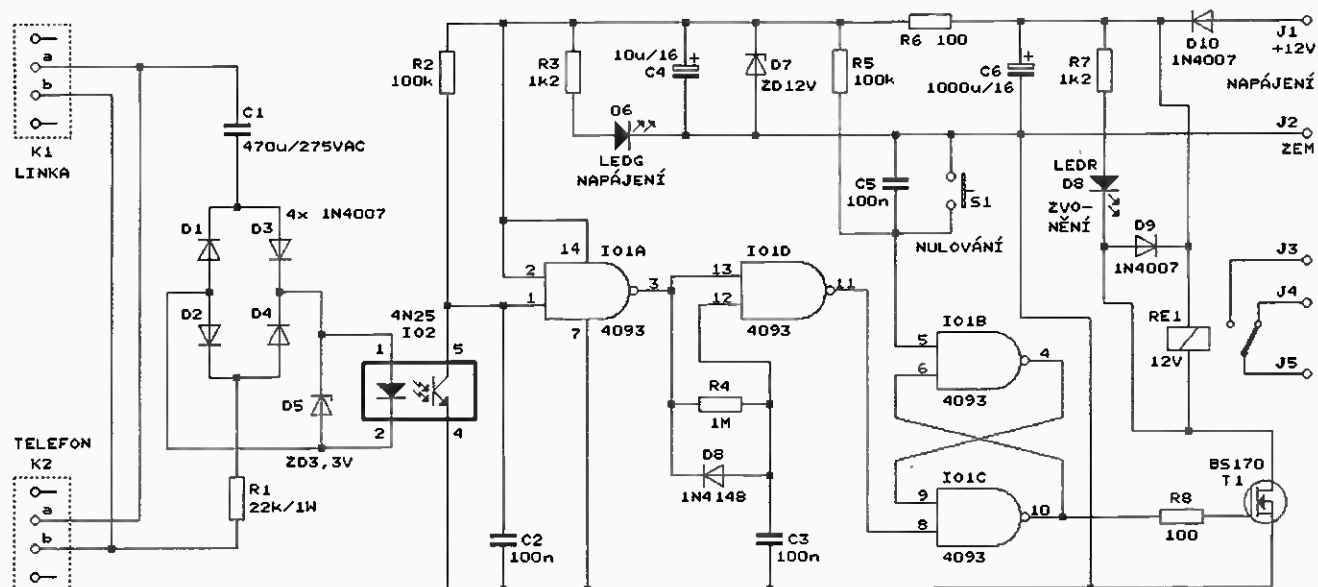 a
b
K1
LINKA
C1
470u/275VAC
4x 1N4007
D1
D3
D2
D4
D5
ZD3,3V
R1
22k/1W
TELEFON
K2
a
b
4N25
IO2
1
5
2
4
R2
100k
R3
1k2
10u/16
+
C4
D6
LEDG
NAPÁJENÍ
D7
ZD12V
R5
100k
R6 100
C6
+
1000u/16
R7
1k2
D10
1N4007
J1
+12V
NAPÁJENÍ
J2
ZEM
C5
100n
S1
NULOVÁNÍ
LEDR
D8
ZVO-
NĚNÍ
D9
1N4007
RE1
12V
J3
J4
J5
IO1A
14
2
1
7
3
4093
IO1D
13
12
11
4093
R4
1M
D8
1N4148
C2
100n
C3
100n
IO1B
5
6
4
4093
IO1C
9
8
10
4093
R8
100
BS170
T1